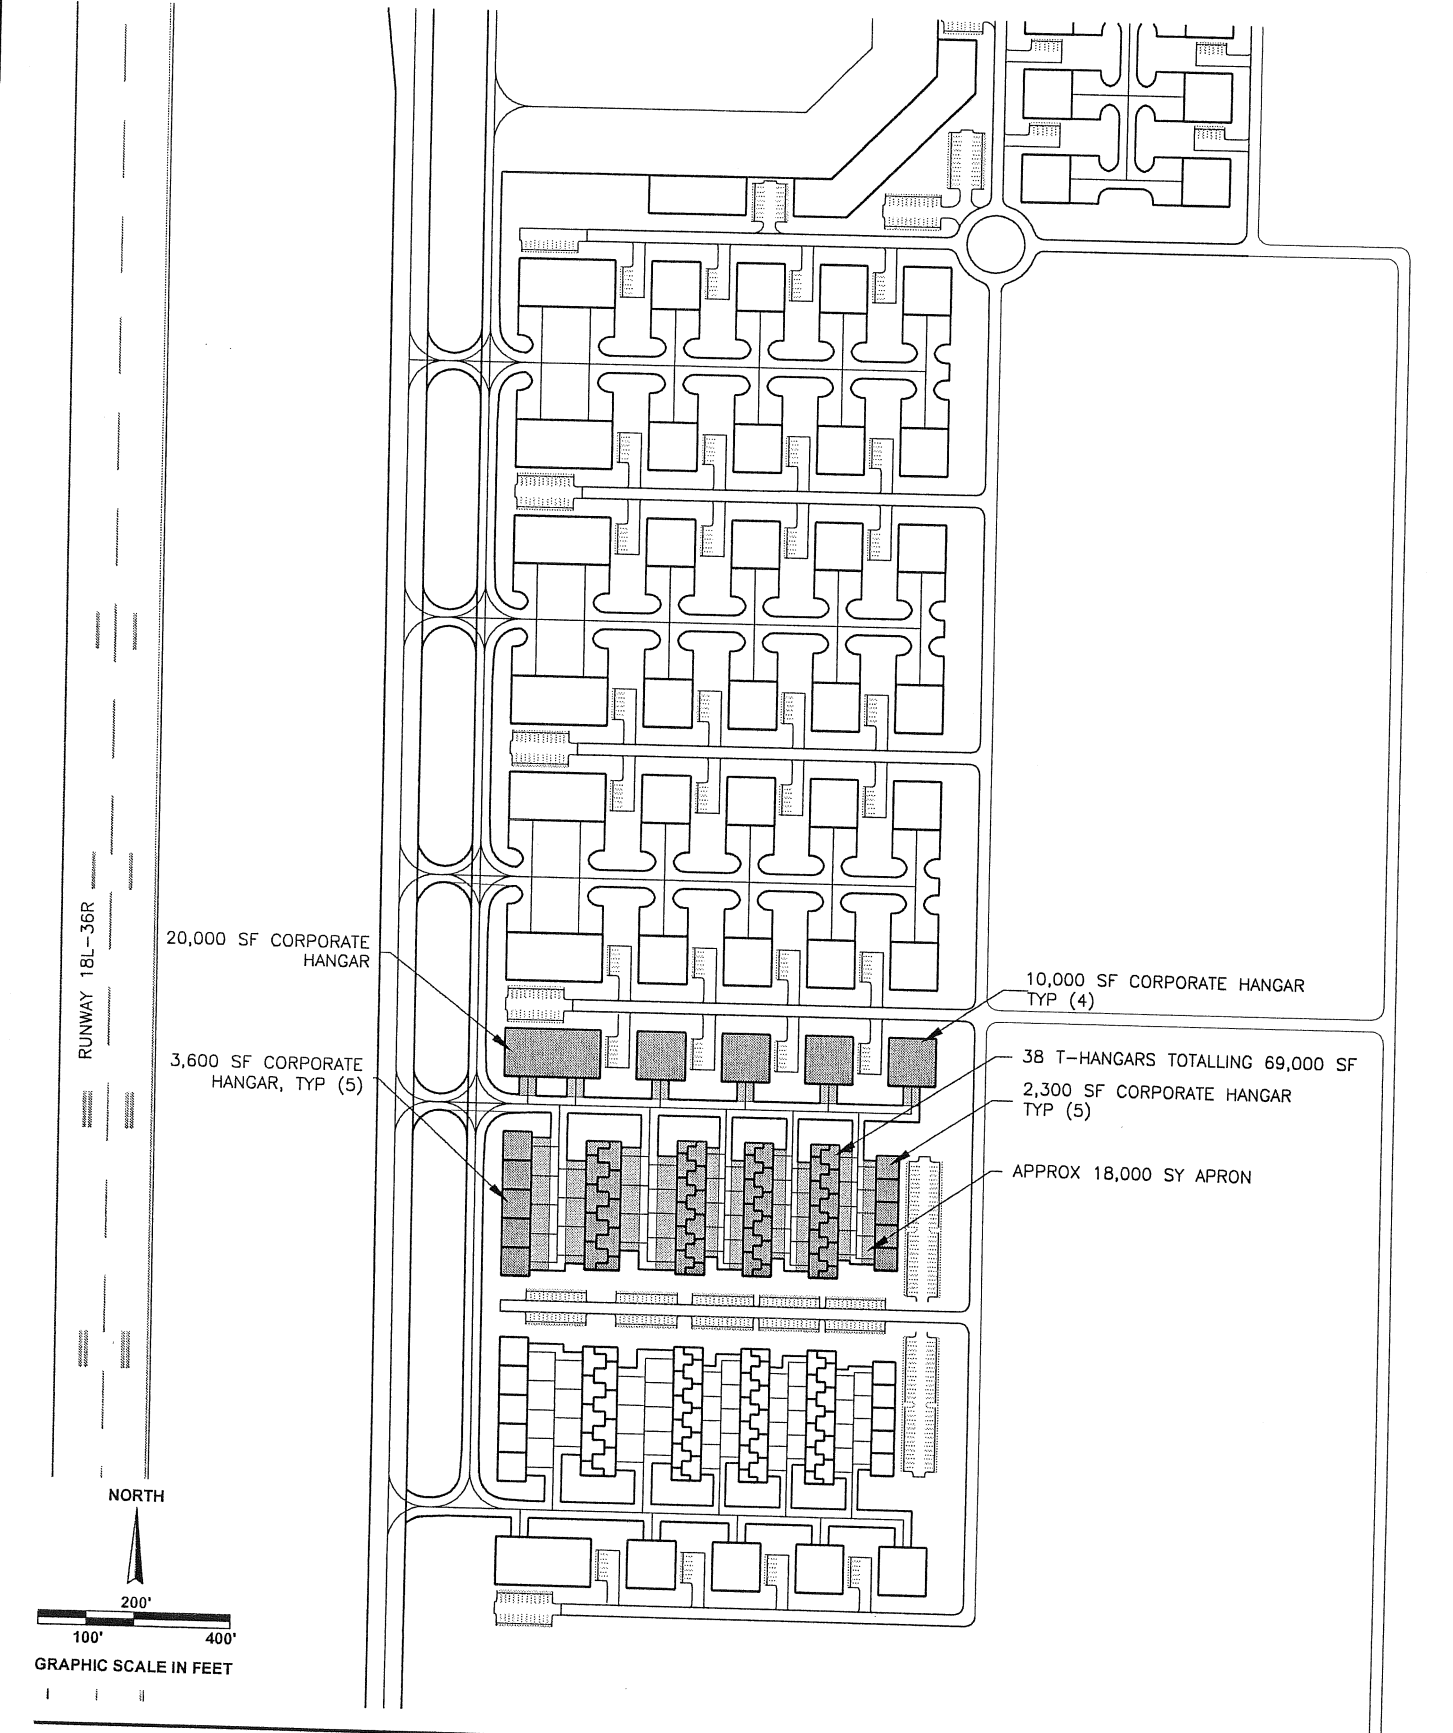 RUNWAY 18L-36R
20,000 SF CORPORATE
HANGAR
3,600 SF CORPORATE
HANGAR, TYP (5)
10,000 SF CORPORATE HANGAR
TYP (4)
38 T-HANGARS TOTALLING 69,000 SF
2,300 SF CORPORATE HANGAR
TYP (5)
APPROX 18,000 SY APRON
NORTH
200'
100'
400'
GRAPHIC SCALE IN FEET